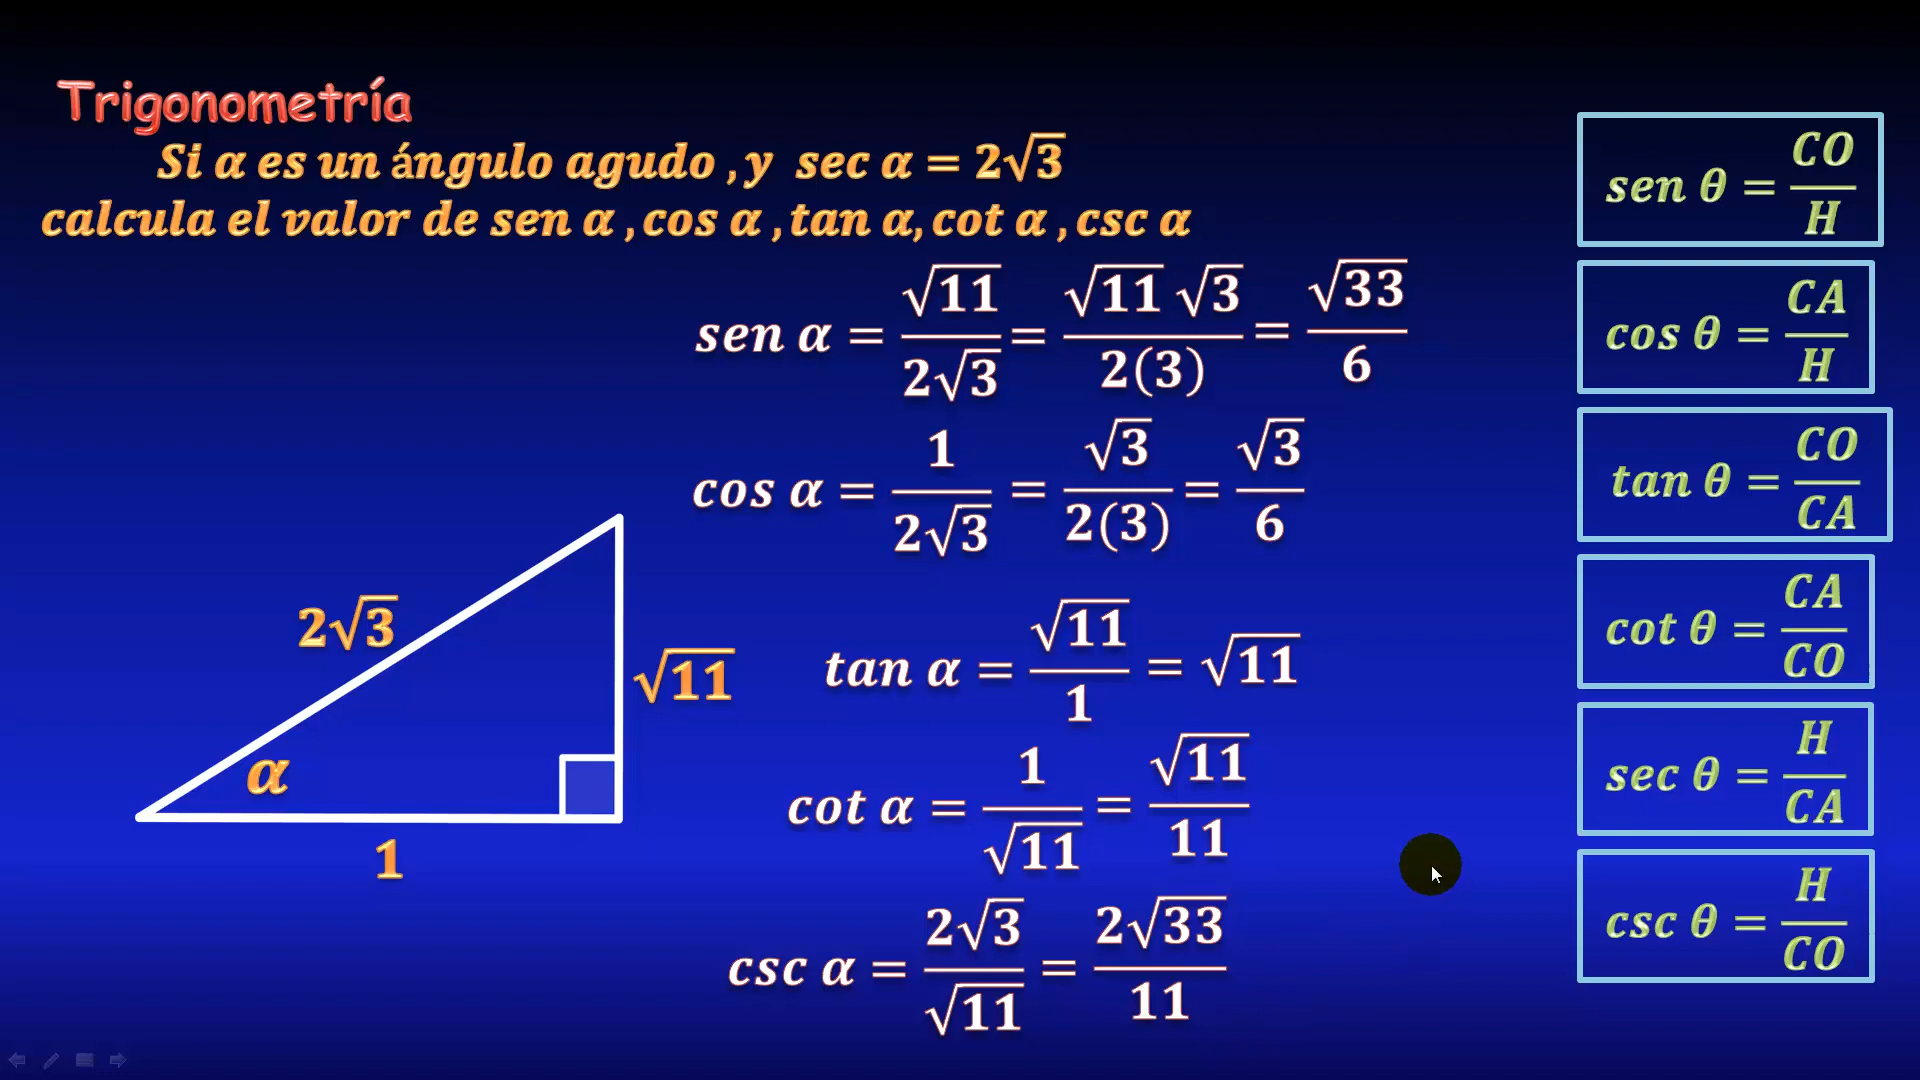 Trigonometría
Si α es un ángulo agudo , y sec α = 2√3
calcula el valor de sen α , cos α , tan α, cot α , csc α
sen α = √11/2√3 = √11 √3/2(3) = √33/6
cos α = 1/2√3 = √3/2(3) = √3/6
tan α = √11/1 = √11
cot α = 1/√11 = √11/11
csc α = 2√3/√11 = 2√33/11
2√3
√11
α
1
sen θ = CO/H
cos θ = CA/H
tan θ = CO/CA
cot θ = CA/CO
sec θ = H/CA
csc θ = H/CO